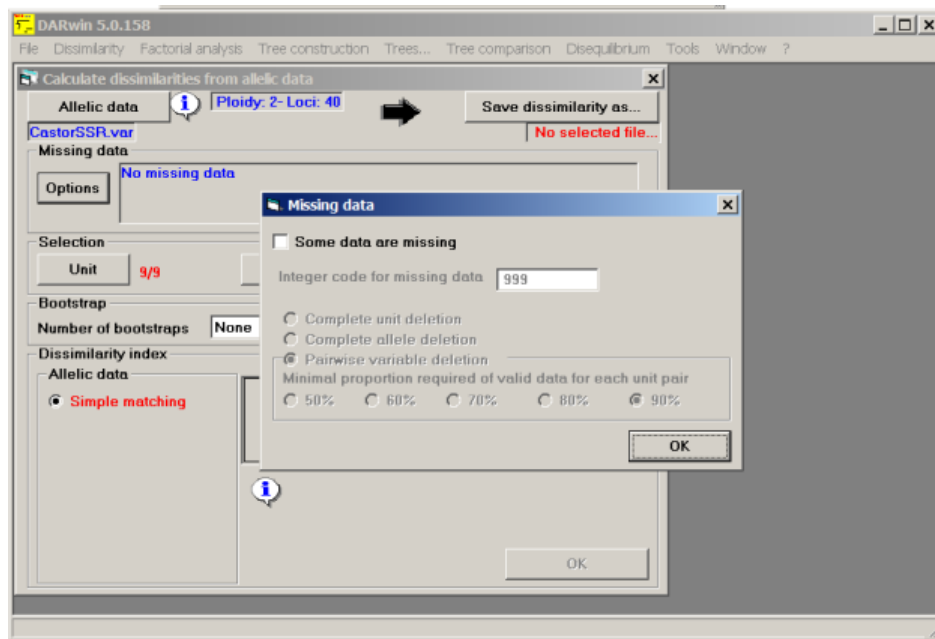 DARwin 5.0.158
File Dissimilarity Factorial analysis Tree construction Trees... Tree comparison Disequilibrium Tools Window ?
Calculate dissimilarities from allelic data
Allelic data
Ploidy: 2- Loci: 40
Save dissimilarity as...
CastorSSR.var
No selected file...
Missing data
Options
No missing data
Selection
Unit 9/9
Bootstrap
Number of bootstraps None
Dissimilarity index
Allelic data
Simple matching
OK
Missing data
Some data are missing
Integer code for missing data 999
Complete unit deletion
Complete allele deletion
Pairwise variable deletion
Minimal proportion required of valid data for each unit pair
50% 60% 70% 80% 90%
OK